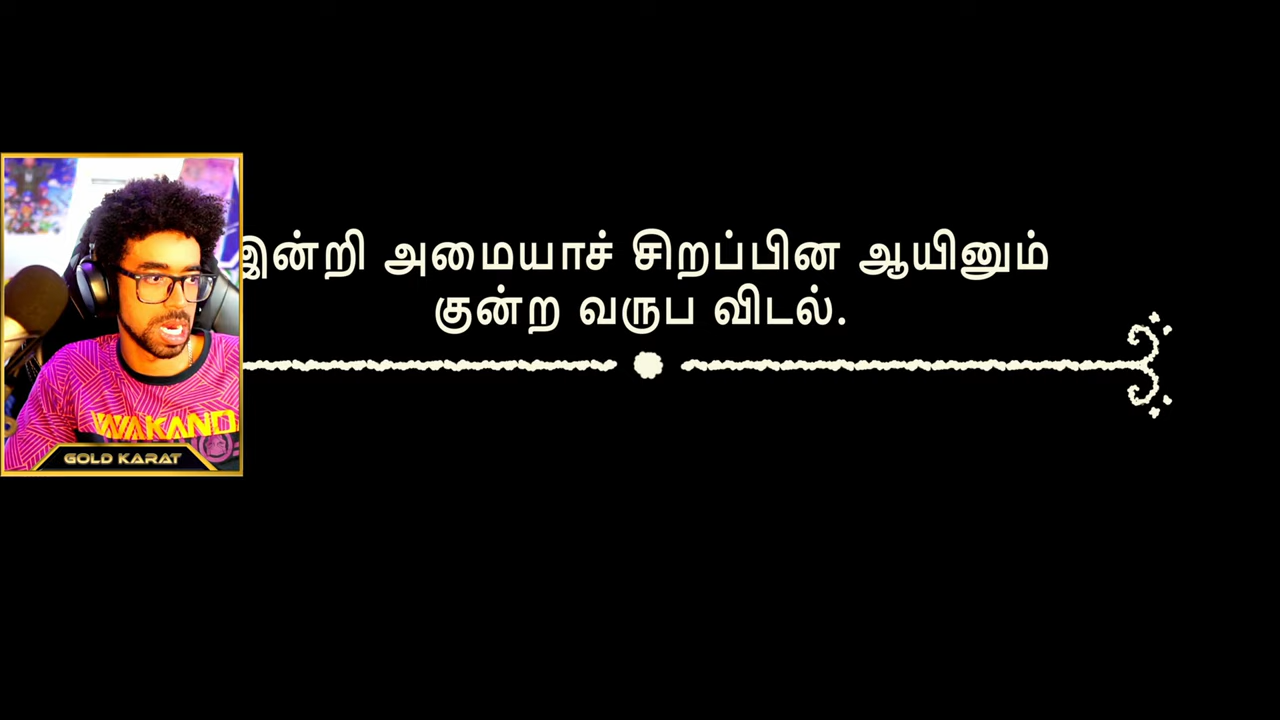 இன்றி அமையாச் சிறப்பின ஆயினும்
குன்ற வருப விடல்.
WAKAND
GOLD KARAT